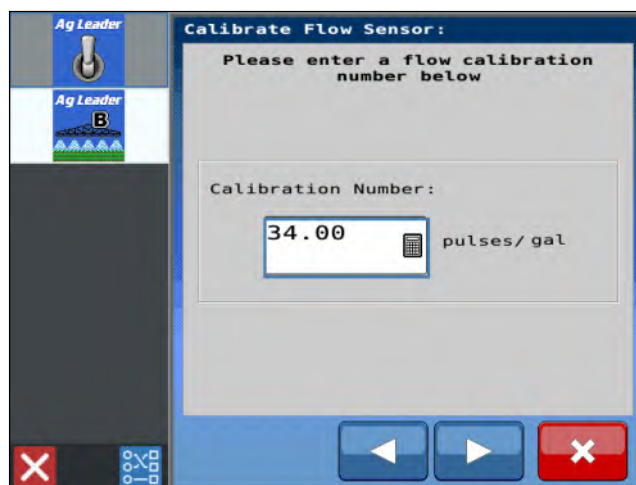 Ag Leader
Ag Leader
B
Calibrate Flow Sensor:
Please enter a flow calibration
number below
Calibration Number:
34.00
pulses/ gal